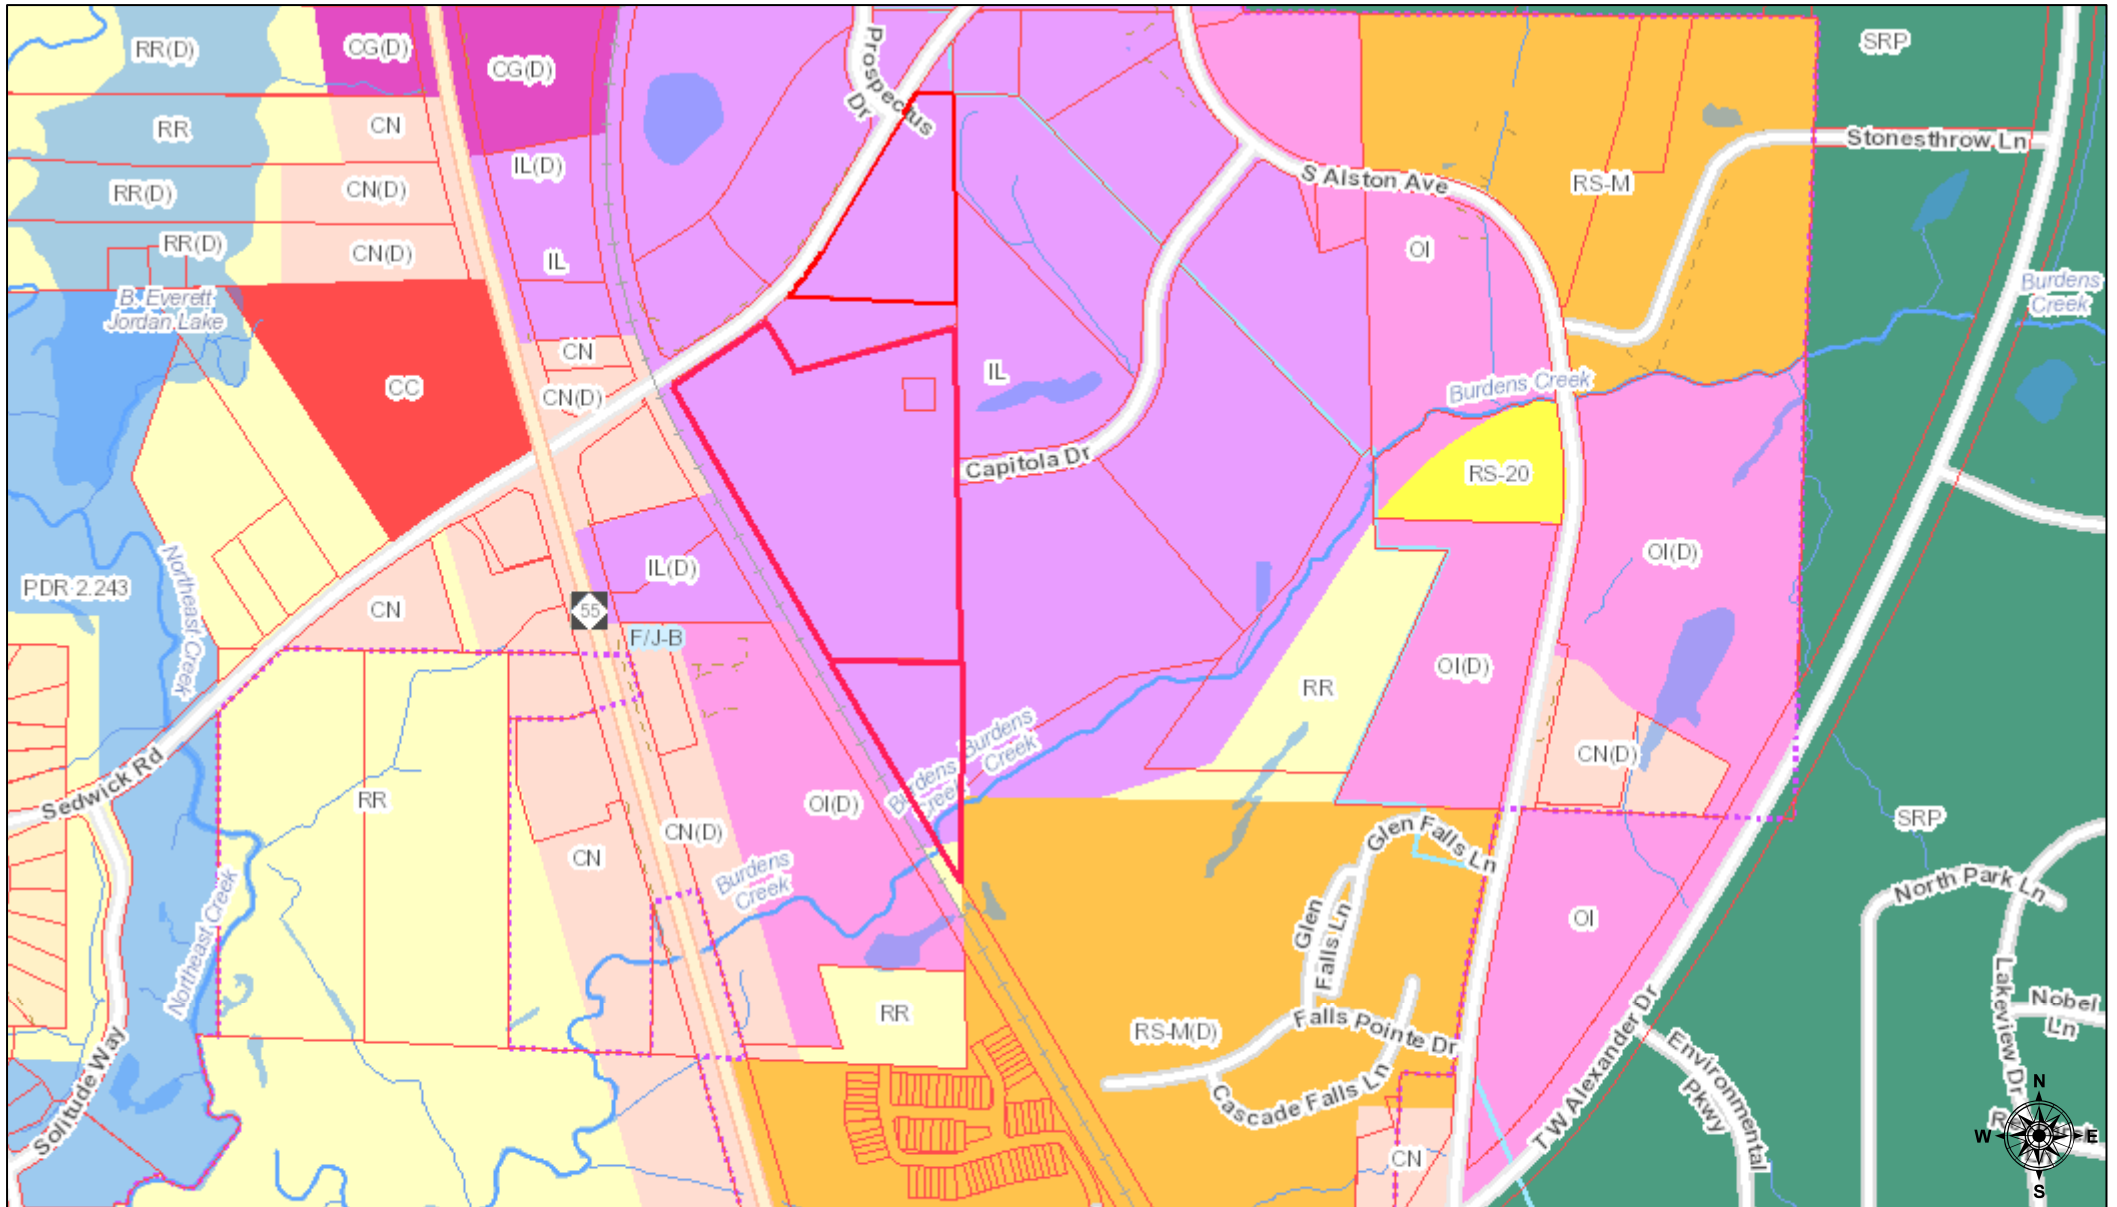 RR(D)
CG(D)
CG(D)
Prospectus
Dr
SRP
RR
CN
IL(D)
S Alston Ave
RS-M
Stonesthrow Ln
RR(D)
CN(D)
RR(D)
CN(D)
IL
OI
B. Everett
Jordan Lake
Burdens
Creek
CN
CC
CN(D)
IL
Burdens Creek
Capitola Dr
RS-20
PDR 2.243
Northeast Creek
CN
IL(D)
55
F/J-B
OI(D)
RR
OI(D)
Burdens
Creek
Burdens
Creek
CN(D)
Sedwick Rd
RR
OI(D)
CN(D)
CN
SRP
Glen Falls Ln
Burdens
Creek
Northeast Creek
Glen
Falls Ln
OI
North Park Ln
RR
RS-M(D)
Falls Pointe Dr
Lakeview Dr
Nobel
Ln
Solitude Way
Cascade Falls Ln
T W Alexander Dr
Environmental
Pkwy
CN
N
W
E
S